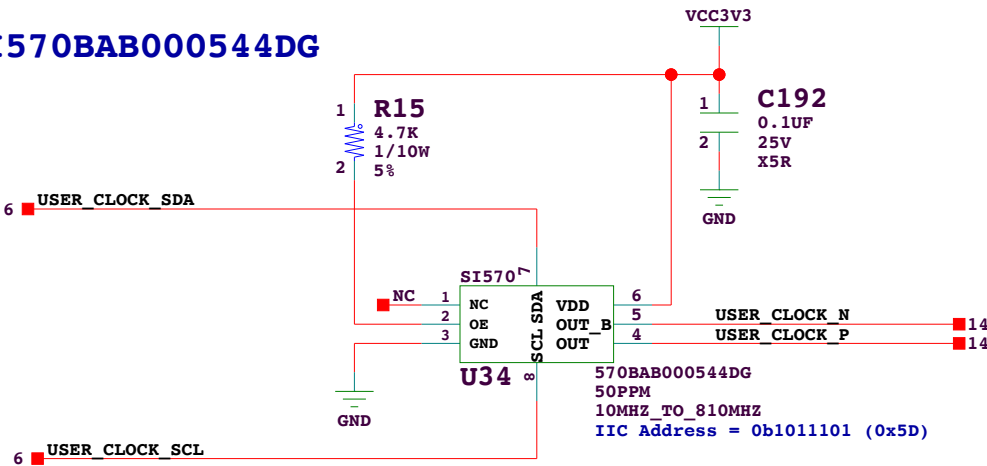 VCC3V3
I570BAB000544DG
1 R15
4.7K
1/10W
2 5%
1 C192
0.1UF
2 25V
X5R
GND
6 USER_CLOCK_SDA
SI570 7
NC 1 NC SDA VDD 6
2 OE OUT_B 5 USER_CLOCK_N 14
3 GND SCL OUT 4 USER_CLOCK_P 14
U34 8
570BAB000544DG
50PPM
10MHZ_TO_810MHZ
IIC Address = 0b1011101 (0x5D)
GND
6 USER_CLOCK_SCL